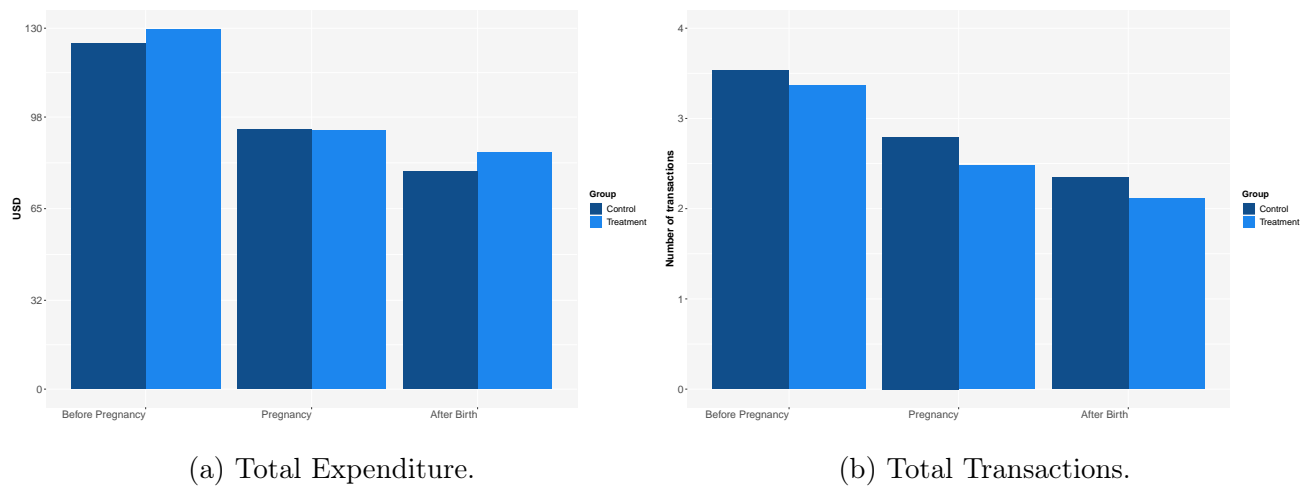 130
98
65
32
0
USD
Before Pregnancy
Pregnancy
After Birth
Group
Control
Treatment
(a) Total Expenditure.
4
3
2
1
0
Number of transactions
Before Pregnancy
Pregnancy
After Birth
Group
Control
Treatment
(b) Total Transactions.